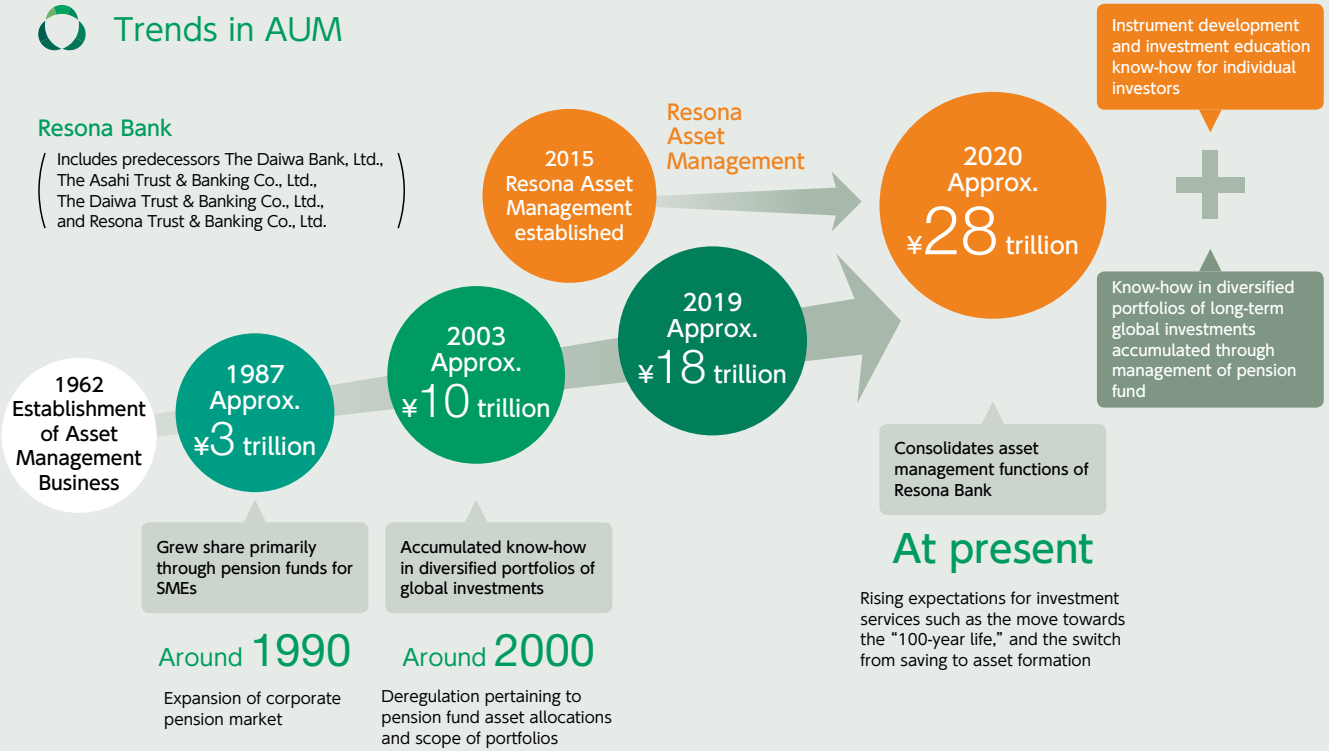 Trends in AUM
Resona Bank
Includes predecessors The Daiwa Bank, Ltd.,
The Asahi Trust & Banking Co., Ltd.,
The Daiwa Trust & Banking Co., Ltd.,
and Resona Trust & Banking Co., Ltd.
1962
Establishment
of Asset
Management
Business
1987
Approx.
¥3 trillion
2003
Approx.
¥10 trillion
2019
Approx.
¥18 trillion
2015
Resona Asset
Management
established
Resona
Asset
Management
2020
Approx.
¥28 trillion
Instrument development
and investment education
know-how for individual
investors
Know-how in diversified
portfolios of long-term
global investments
accumulated through
management of pension
fund
Grew share primarily
through pension funds for
SMEs
Around 1990
Expansion of corporate
pension market
Accumulated know-how
in diversified portfolios of
global investments
Around 2000
Deregulation pertaining to
pension fund asset allocations
and scope of portfolios
Consolidates asset
management functions of
Resona Bank
At present
Rising expectations for investment
services such as the move towards
the “100-year life,” and the switch
from saving to asset formation